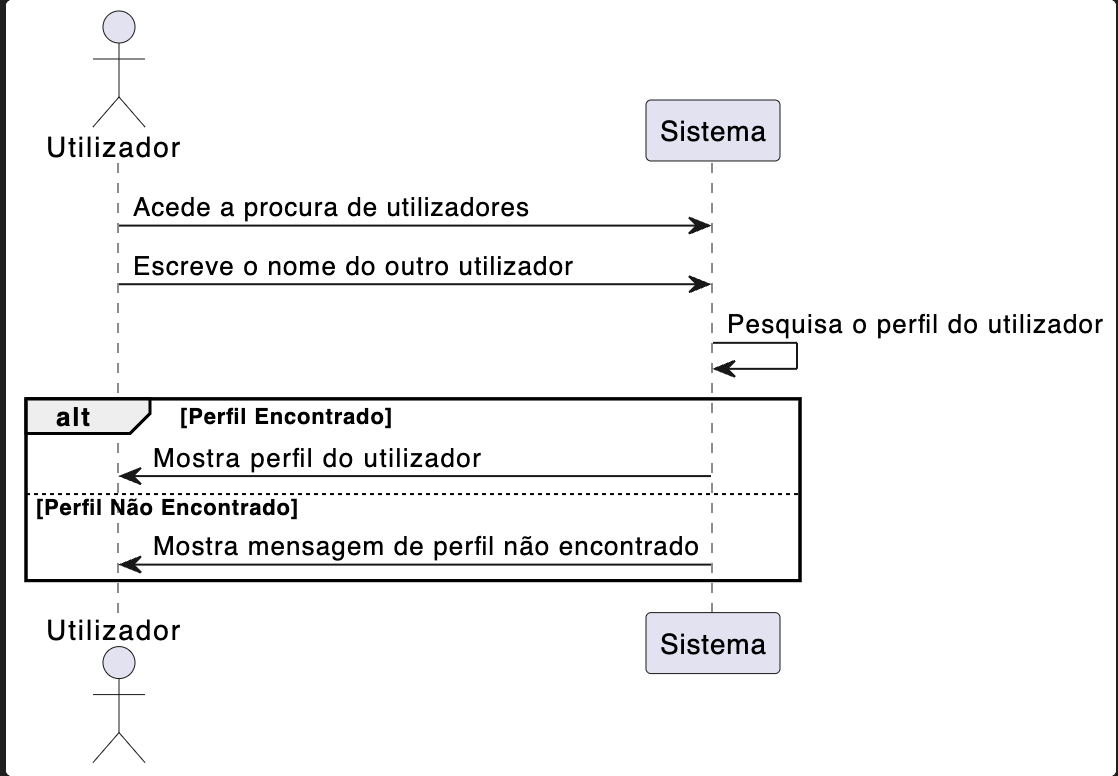 Utilizador
Sistema
Acede a procura de utilizadores
Escreve o nome do outro utilizador
Pesquisa o perfil do utilizador
alt [Perfil Encontrado]
Mostra perfil do utilizador
[Perfil Não Encontrado]
Mostra mensagem de perfil não encontrado
Utilizador
Sistema